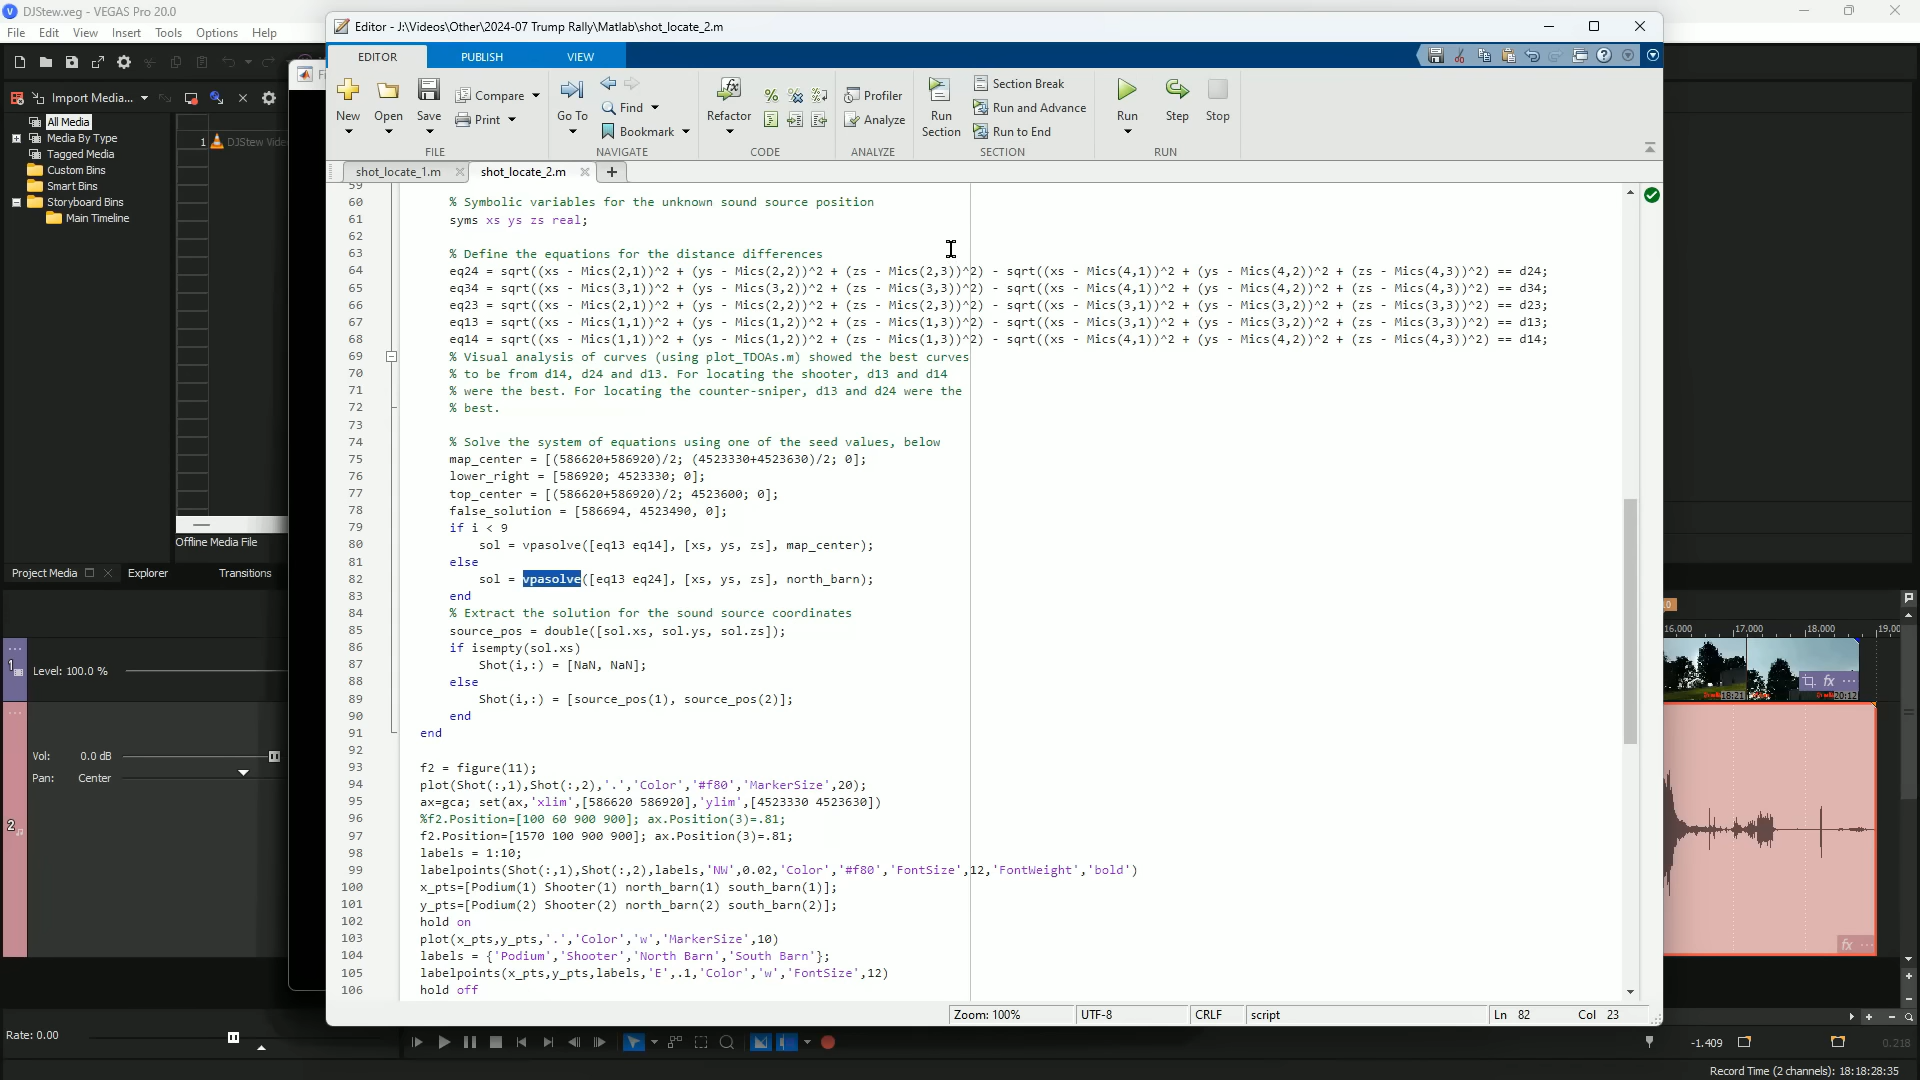 DJStew.veg - VEGAS Pro 20.0
File Edit View Insert Tools Options Help
Import Media...
All Media
Media By Type
Tagged Media
Custom Bins
Smart Bins
Storyboard Bins
Main Timeline
1 DJStew Vide
Offline Media File
Project Media Explorer Transitions
1
Level: 100.0 %
Vol: 0.0 dB
Pan: Center
2
Rate: 0.00
Editor - J:\Videos\Other\2024-07 Trump Rally\Matlab\shot_locate_2.m
EDITOR PUBLISH VIEW
New Open Save Compare Print
FILE
Go To Find Bookmark
NAVIGATE
Refactor
CODE
Profiler
Analyze
ANALYZE
Run Section
Section Break
Run and Advance
Run to End
SECTION
Run Step Stop
RUN
shot_locate_1.m shot_locate_2.m
59
60 % Symbolic variables for the unknown sound source position
61 syms xs ys zs real;
62
63 % Define the equations for the distance differences
64 eq24 = sqrt((xs - Mics(2,1))^2 + (ys - Mics(2,2))^2 + (zs - Mics(2,3))^2) - sqrt((xs - Mics(4,1))^2 + (ys - Mics(4,2))^2 + (zs - Mics(4,3))^2) == d24;
65 eq34 = sqrt((xs - Mics(3,1))^2 + (ys - Mics(3,2))^2 + (zs - Mics(3,3))^2) - sqrt((xs - Mics(4,1))^2 + (ys - Mics(4,2))^2 + (zs - Mics(4,3))^2) == d34;
66 eq23 = sqrt((xs - Mics(2,1))^2 + (ys - Mics(2,2))^2 + (zs - Mics(2,3))^2) - sqrt((xs - Mics(3,1))^2 + (ys - Mics(3,2))^2 + (zs - Mics(3,3))^2) == d23;
67 eq13 = sqrt((xs - Mics(1,1))^2 + (ys - Mics(1,2))^2 + (zs - Mics(1,3))^2) - sqrt((xs - Mics(3,1))^2 + (ys - Mics(3,2))^2 + (zs - Mics(3,3))^2) == d13;
68 eq14 = sqrt((xs - Mics(1,1))^2 + (ys - Mics(1,2))^2 + (zs - Mics(1,3))^2) - sqrt((xs - Mics(4,1))^2 + (ys - Mics(4,2))^2 + (zs - Mics(4,3))^2) == d14;
69 % Visual analysis of curves (using plot_TDOAs.m) showed the best curves
70 % to be from d14, d24 and d13. For locating the shooter, d13 and d14
71 % were the best. For locating the counter-sniper, d13 and d24 were the
72 % best.
73
74 % Solve the system of equations using one of the seed values, below
75 map_center = [(586620+586920)/2; (4523330+4523630)/2; 0];
76 lower_right = [586920; 4523330; 0];
77 top_center = [(586620+586920)/2; 4523600; 0];
78 false_solution = [586694, 4523490, 0];
79 if i < 9
80 sol = vpasolve([eq13 eq14], [xs, ys, zs], map_center);
81 else
82 sol = vpasolve([eq13 eq24], [xs, ys, zs], north_barn);
83 end
84 % Extract the solution for the sound source coordinates
85 source_pos = double([sol.xs, sol.ys, sol.zs]);
86 if isempty(sol.xs)
87 Shot(i,:) = [NaN, NaN];
88 else
89 Shot(i,:) = [source_pos(1), source_pos(2)];
90 end
91 end
92
93 f2 = figure(11);
94 plot(Shot(:,1),Shot(:,2),'.','Color','#f80','MarkerSize',20);
95 ax=gca; set(ax,'xlim',[586620 586920],'ylim',[4523330 4523630])
96 %f2.Position=[100 60 900 900]; ax.Position(3)=.81;
97 f2.Position=[1570 100 900 900]; ax.Position(3)=.81;
98 labels = 1:10;
99 labelpoints(Shot(:,1),Shot(:,2),labels,'NW',0.02,'Color','#f80','FontSize',12,'FontWeight','bold')
100 x_pts=[Podium(1) Shooter(1) north_barn(1) south_barn(1)];
101 y_pts=[Podium(2) Shooter(2) north_barn(2) south_barn(2)];
102 hold on
103 plot(x_pts,y_pts,'.','Color','w','MarkerSize',10)
104 labels = {'Podium','Shooter','North Barn','South Barn'};
105 labelpoints(x_pts,y_pts,labels,'E',.1,'Color','w','FontSize',12)
106 hold off
Zoom: 100% UTF-8 CRLF script Ln 82 Col 23
16.000 17.000 18.000 19.00
18:21 20:12
fx
fx
-1.409 0.218
Record Time (2 channels): 18:18:28:35